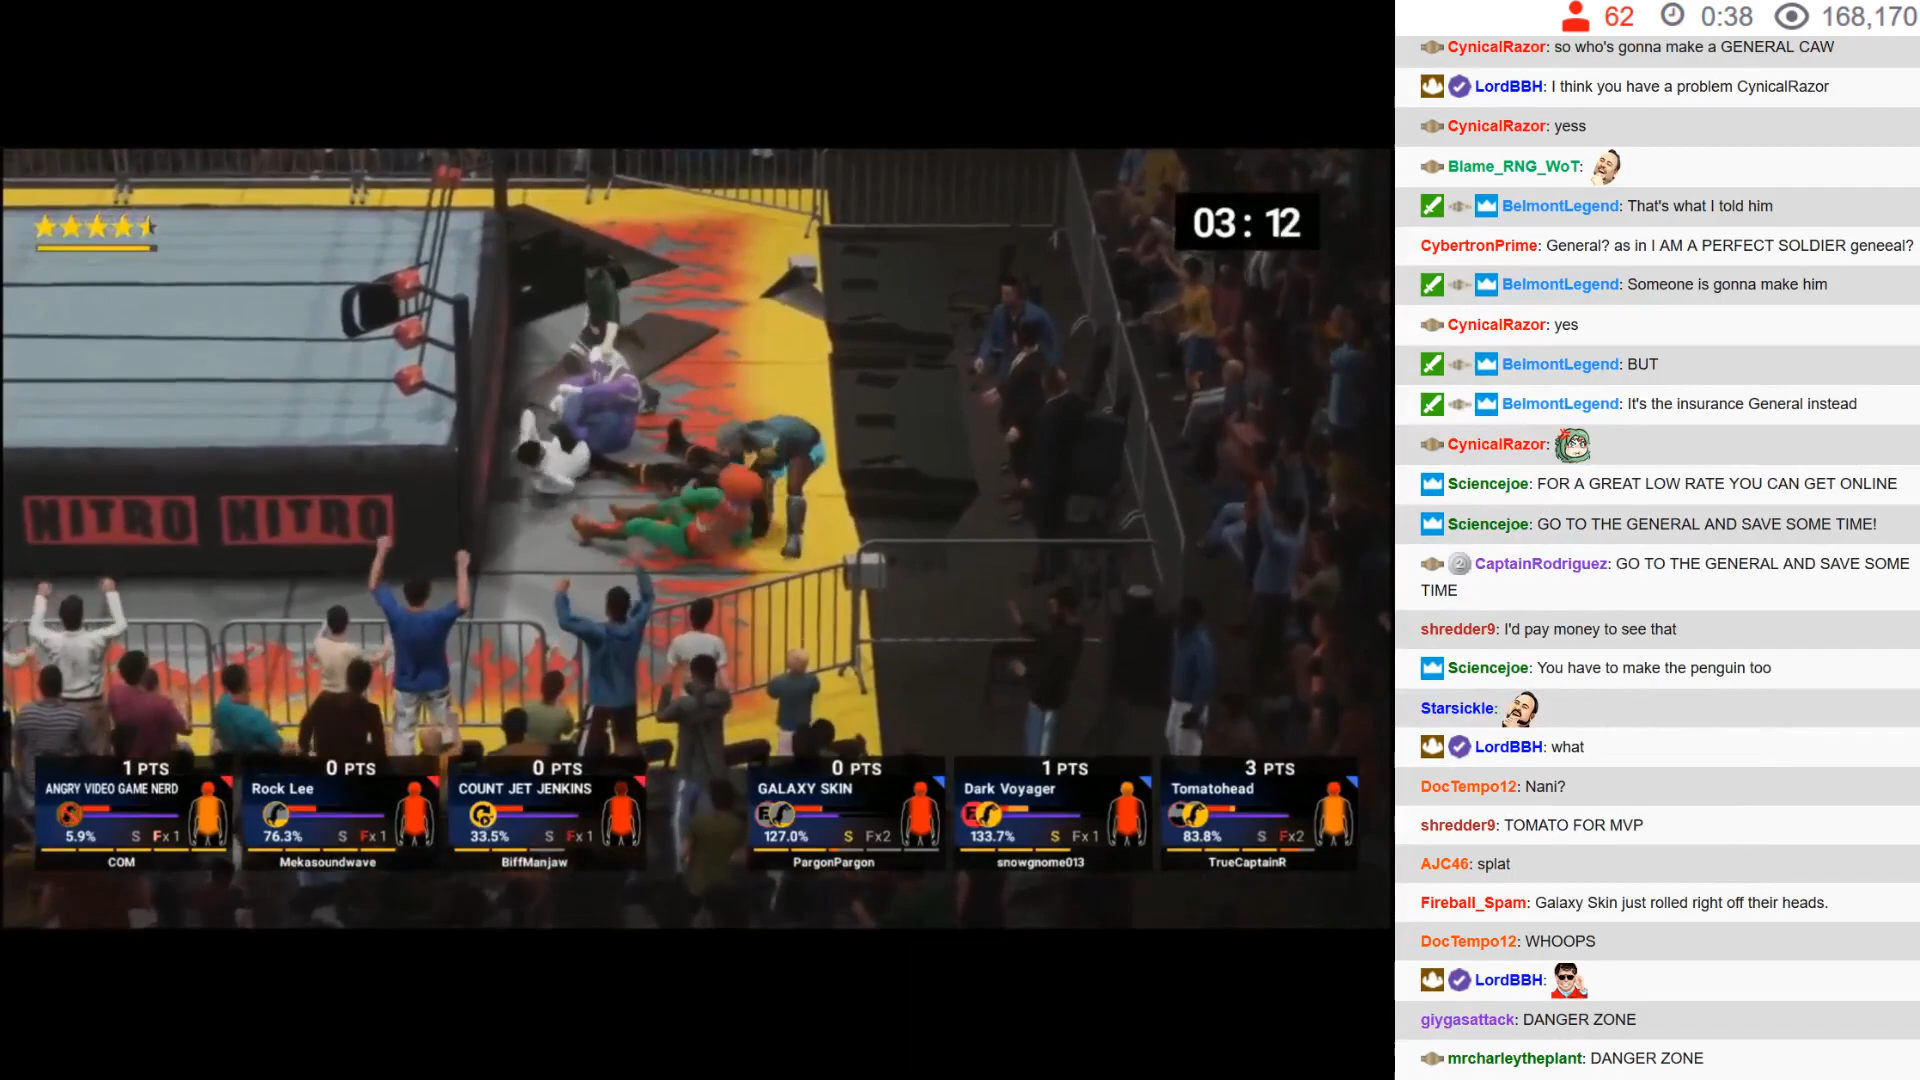 03: 12
NITRO NITRO
1 PTS
ANGRY VIDEO GAME NERD
5.9% S Fx 1
COM
0 PTS
Rock Lee
76.3% S Fx 1
Mekasoundwave
0 PTS
COUNT JET JENKINS
33.5% S Fx 1
BiffManjaw
0 PTS
GALAXY SKIN
127.0% S Fx2
PargonPargon
1 PTS
Dark Voyager
133.7% S Fx 1
snowgnome013
3 PTS
Tomatohead
83.8% S Fx2
TrueCaptainR
62 0:38 168,170
CynicalRazor: so who's gonna make a GENERAL CAW
LordBBH: I think you have a problem CynicalRazor
CynicalRazor: yess
Blame_RNG_WoT:
BelmontLegend: That's what I told him
CybertronPrime: General? as in I AM A PERFECT SOLDIER geneeal?
BelmontLegend: Someone is gonna make him
CynicalRazor: yes
BelmontLegend: BUT
BelmontLegend: It's the insurance General instead
CynicalRazor:
Sciencejoe: FOR A GREAT LOW RATE YOU CAN GET ONLINE
Sciencejoe: GO TO THE GENERAL AND SAVE SOME TIME!
2 CaptainRodriguez: GO TO THE GENERAL AND SAVE SOME
TIME
shredder9: I'd pay money to see that
Sciencejoe: You have to make the penguin too
Starsickle:
LordBBH: what
DocTempo12: Nani?
shredder9: TOMATO FOR MVP
AJC46: splat
Fireball_Spam: Galaxy Skin just rolled right off their heads.
DocTempo12: WHOOPS
LordBBH:
giygasattack: DANGER ZONE
mrcharleytheplant: DANGER ZONE